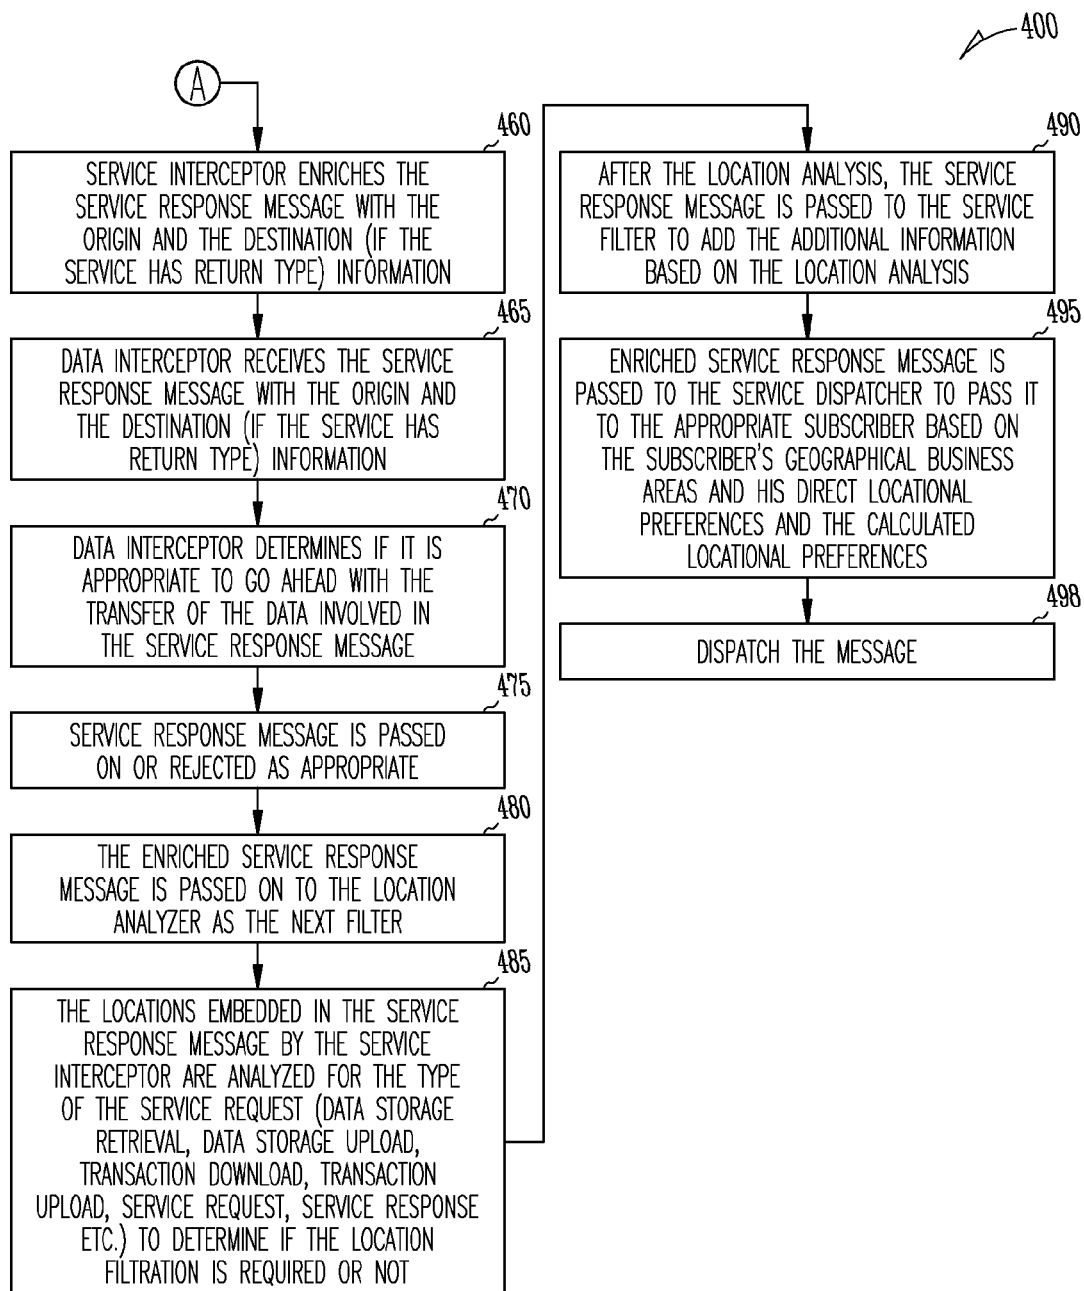 400
A
460
SERVICE INTERCEPTOR ENRICHES THE
SERVICE RESPONSE MESSAGE WITH THE
ORIGIN AND THE DESTINATION (IF THE
SERVICE HAS RETURN TYPE) INFORMATION
465
DATA INTERCEPTOR RECEIVES THE SERVICE
RESPONSE MESSAGE WITH THE ORIGIN AND
THE DESTINATION (IF THE SERVICE HAS
RETURN TYPE) INFORMATION
470
DATA INTERCEPTOR DETERMINES IF IT IS
APPROPRIATE TO GO AHEAD WITH THE
TRANSFER OF THE DATA INVOLVED IN
THE SERVICE RESPONSE MESSAGE
475
SERVICE RESPONSE MESSAGE IS PASSED
ON OR REJECTED AS APPROPRIATE
480
THE ENRICHED SERVICE RESPONSE
MESSAGE IS PASSED ON TO THE LOCATION
ANALYZER AS THE NEXT FILTER
485
THE LOCATIONS EMBEDDED IN THE SERVICE
RESPONSE MESSAGE BY THE SERVICE
INTERCEPTOR ARE ANALYZED FOR THE TYPE
OF THE SERVICE REQUEST (DATA STORAGE
RETRIEVAL, DATA STORAGE UPLOAD,
TRANSACTION DOWNLOAD, TRANSACTION
UPLOAD, SERVICE REQUEST, SERVICE RESPONSE
ETC.) TO DETERMINE IF THE LOCATION
FILTRATION IS REQUIRED OR NOT
490
AFTER THE LOCATION ANALYSIS, THE SERVICE
RESPONSE MESSAGE IS PASSED TO THE SERVICE
FILTER TO ADD THE ADDITIONAL INFORMATION
BASED ON THE LOCATION ANALYSIS
495
ENRICHED SERVICE RESPONSE MESSAGE IS
PASSED TO THE SERVICE DISPATCHER TO PASS IT
TO THE APPROPRIATE SUBSCRIBER BASED ON
THE SUBSCRIBER'S GEOGRAPHICAL BUSINESS
AREAS AND HIS DIRECT LOCATIONAL
PREFERENCES AND THE CALCULATED
LOCATIONAL PREFERENCES
498
DISPATCH THE MESSAGE